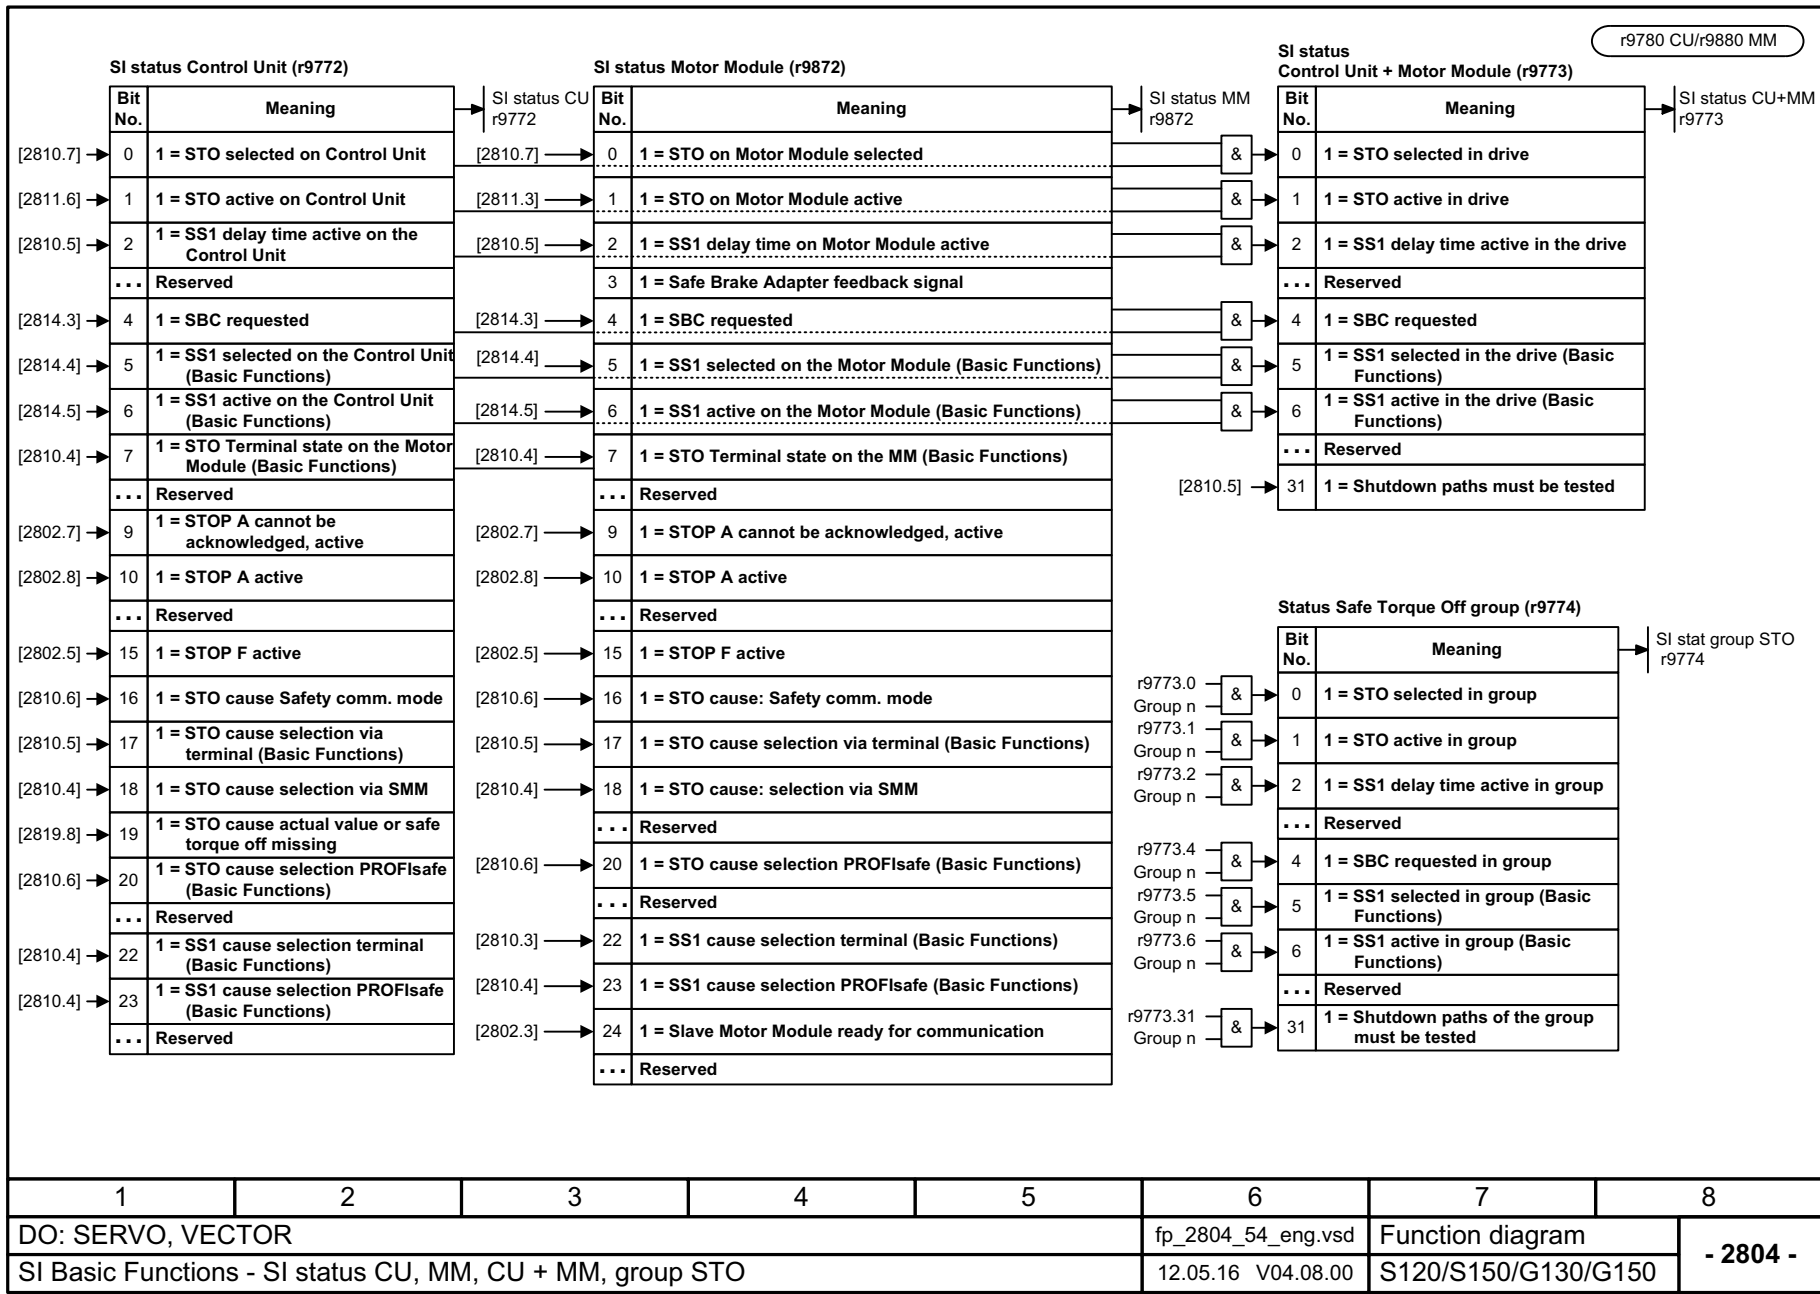 r9780 CU/r9880 MM
SI status Control Unit (r9772)
Bit No.
Meaning
SI status CU
r9772
[2810.7] 0 1 = STO selected on Control Unit
[2811.6] 1 1 = STO active on Control Unit
[2810.5] 2 1 = SS1 delay time active on the
Control Unit
... Reserved
[2814.3] 4 1 = SBC requested
[2814.4] 5 1 = SS1 selected on the Control Unit
(Basic Functions)
[2814.5] 6 1 = SS1 active on the Control Unit
(Basic Functions)
[2810.4] 7 1 = STO Terminal state on the Motor
Module (Basic Functions)
... Reserved
[2802.7] 9 1 = STOP A cannot be
acknowledged, active
[2802.8] 10 1 = STOP A active
... Reserved
[2802.5] 15 1 = STOP F active
[2810.6] 16 1 = STO cause Safety comm. mode
[2810.5] 17 1 = STO cause selection via
terminal (Basic Functions)
[2810.4] 18 1 = STO cause selection via SMM
[2819.8] 19 1 = STO cause actual value or safe
torque off missing
[2810.6] 20 1 = STO cause selection PROFIsafe
(Basic Functions)
... Reserved
[2810.4] 22 1 = SS1 cause selection terminal
(Basic Functions)
[2810.4] 23 1 = SS1 cause selection PROFIsafe
(Basic Functions)
... Reserved
SI status Motor Module (r9872)
Bit No.
Meaning
SI status MM
r9872
[2810.7] 0 1 = STO on Motor Module selected
[2811.3] 1 1 = STO on Motor Module active
[2810.5] 2 1 = SS1 delay time on Motor Module active
3 1 = Safe Brake Adapter feedback signal
[2814.3] 4 1 = SBC requested
[2814.4] 5 1 = SS1 selected on the Motor Module (Basic Functions)
[2814.5] 6 1 = SS1 active on the Motor Module (Basic Functions)
[2810.4] 7 1 = STO Terminal state on the MM (Basic Functions)
... Reserved
[2802.7] 9 1 = STOP A cannot be acknowledged, active
[2802.8] 10 1 = STOP A active
... Reserved
[2802.5] 15 1 = STOP F active
[2810.6] 16 1 = STO cause: Safety comm. mode
[2810.5] 17 1 = STO cause selection via terminal (Basic Functions)
[2810.4] 18 1 = STO cause: selection via SMM
... Reserved
[2810.6] 20 1 = STO cause selection PROFIsafe (Basic Functions)
... Reserved
[2810.3] 22 1 = SS1 cause selection terminal (Basic Functions)
[2810.4] 23 1 = SS1 cause selection PROFIsafe (Basic Functions)
[2802.3] 24 1 = Slave Motor Module ready for communication
... Reserved
SI status
Control Unit + Motor Module (r9773)
Bit No.
Meaning
SI status CU+MM
r9773
& 0 1 = STO selected in drive
& 1 1 = STO active in drive
& 2 1 = SS1 delay time active in the drive
... Reserved
& 4 1 = SBC requested
& 5 1 = SS1 selected in the drive (Basic
Functions)
& 6 1 = SS1 active in the drive (Basic
Functions)
... Reserved
[2810.5] 31 1 = Shutdown paths must be tested
Status Safe Torque Off group (r9774)
Bit No.
Meaning
SI stat group STO
r9774
r9773.0
Group n
& 0 1 = STO selected in group
r9773.1
Group n
& 1 1 = STO active in group
r9773.2
Group n
& 2 1 = SS1 delay time active in group
... Reserved
r9773.4
Group n
& 4 1 = SBC requested in group
r9773.5
Group n
& 5 1 = SS1 selected in group (Basic
Functions)
r9773.6
Group n
& 6 1 = SS1 active in group (Basic
Functions)
... Reserved
r9773.31
Group n
& 31 1 = Shutdown paths of the group
must be tested
1 2 3 4 5 6 7 8
DO: SERVO, VECTOR
fp_2804_54_eng.vsd
Function diagram
- 2804 -
SI Basic Functions - SI status CU, MM, CU + MM, group STO
12.05.16 V04.08.00
S120/S150/G130/G150